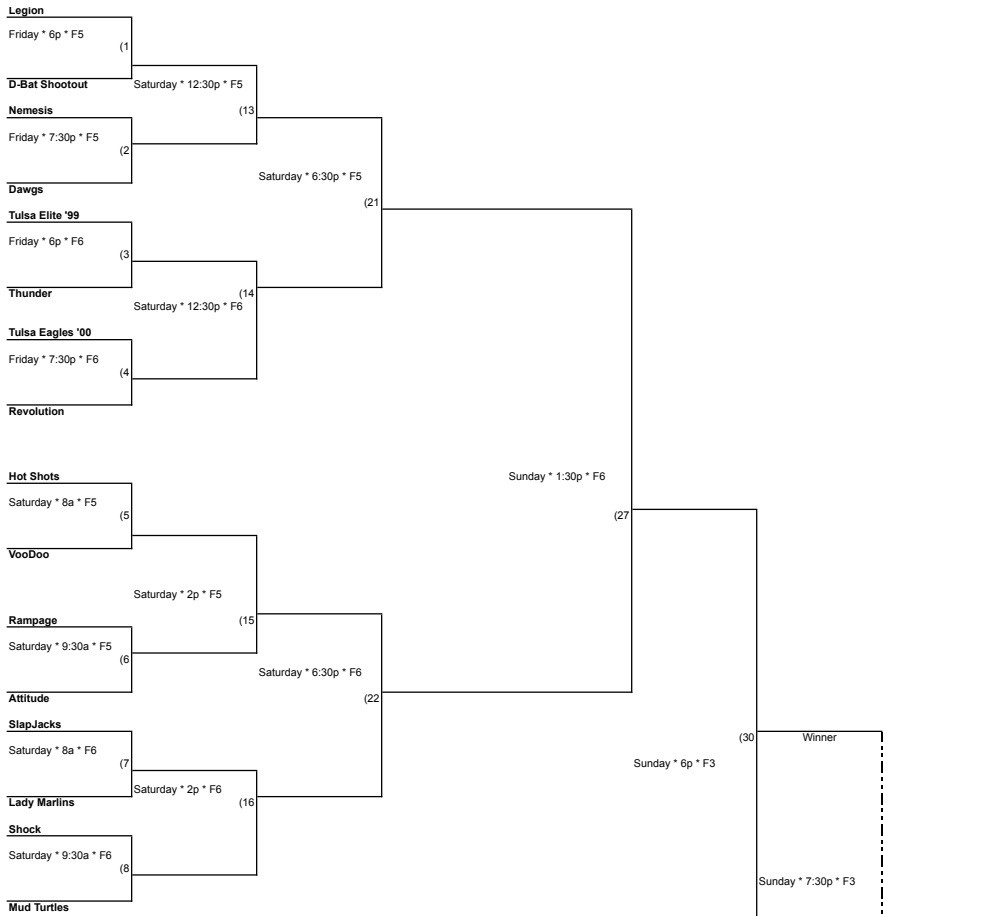 Legion
Friday * 6p * F5
(1
D-Bat Shootout
Saturday * 12:30p * F5
Nemesis
(13
Friday * 7:30p * F5
(2
Saturday * 6:30p * F5
Dawgs
(21
Tulsa Elite '99
Friday * 6p * F6
(3
Thunder
(14
Saturday * 12:30p * F6
Tulsa Eagles '00
Friday * 7:30p * F6
(4
Revolution
Hot Shots
Sunday * 1:30p * F6
Saturday * 8a * F5
(5
(27
VooDoo
Saturday * 2p * F5
Rampage
(15
Saturday * 9:30a * F5
(6
Saturday * 6:30p * F6
Attitude
(22
SlapJacks
(30
Winner
Saturday * 8a * F6
(7
Sunday * 6p * F3
Saturday * 2p * F6
Lady Marlins
(16
Shock
Saturday * 9:30a * F6
(8
Sunday * 7:30p * F3
Mud Turtles